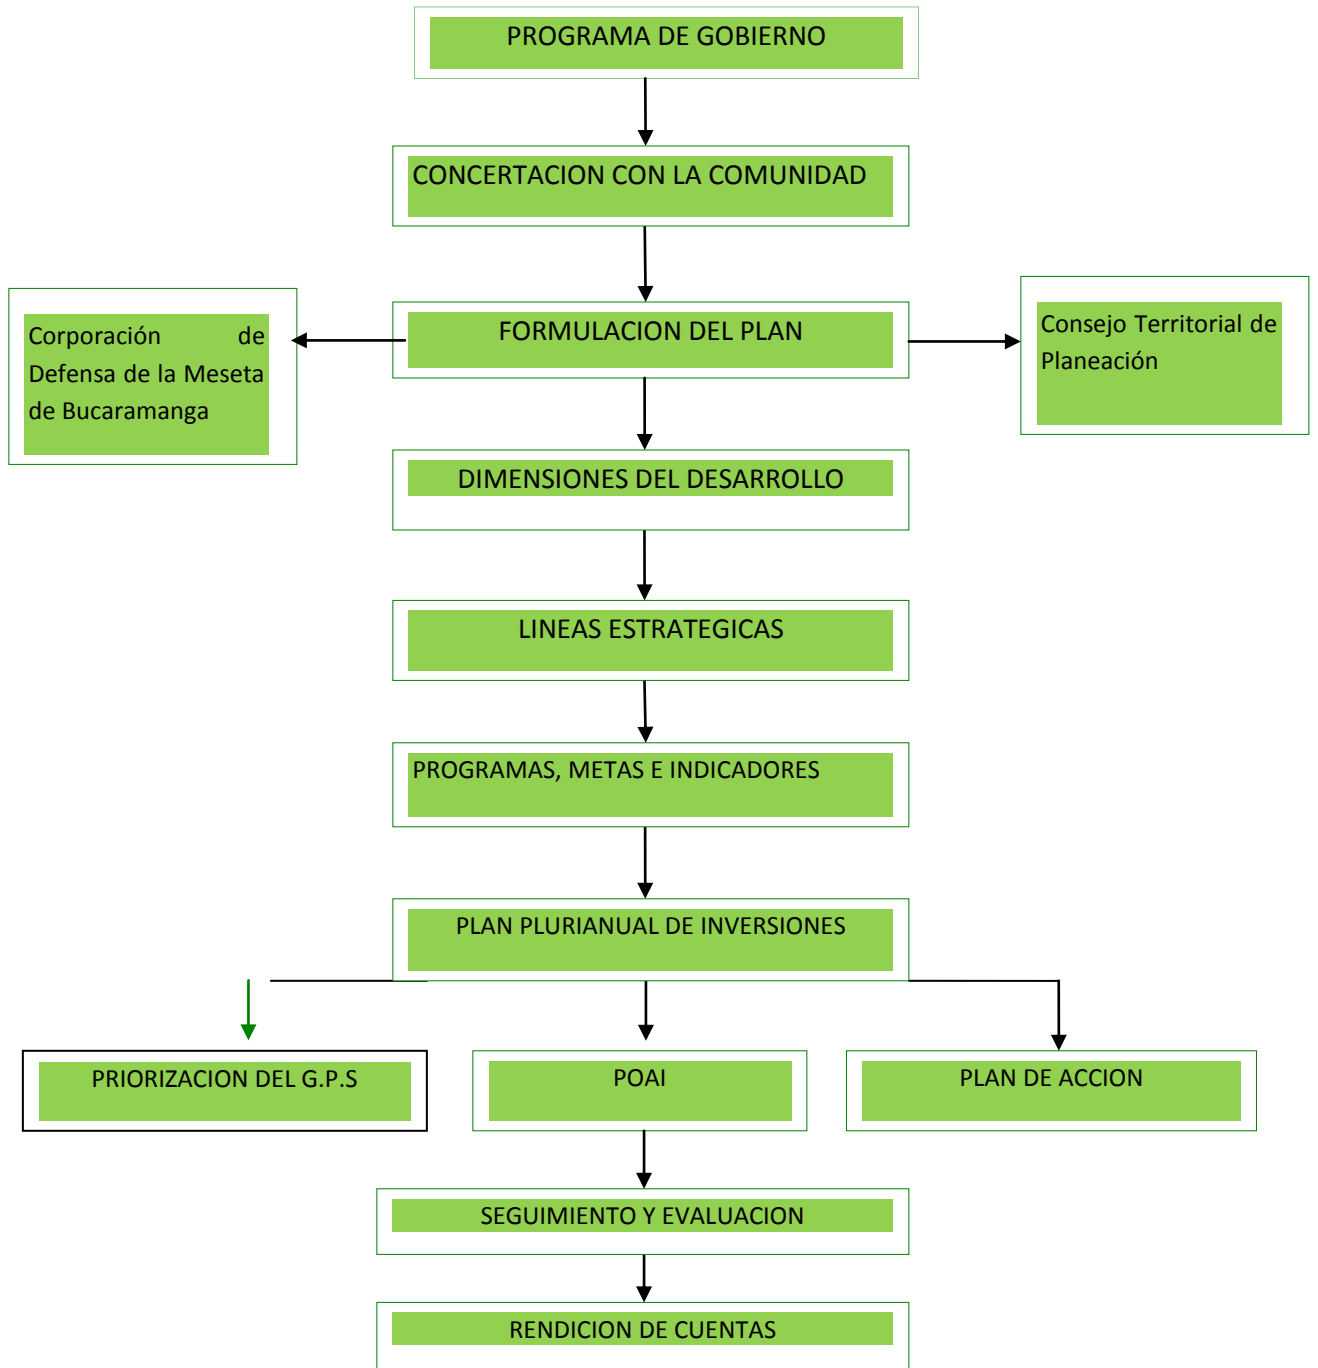 PROGRAMA DE GOBIERNO
CONCERTACION CON LA COMUNIDAD
Corporación de
Defensa de la Meseta
de Bucaramanga
FORMULACION DEL PLAN
Consejo Territorial de
Planeación
DIMENSIONES DEL DESARROLLO
LINEAS ESTRATEGICAS
PROGRAMAS, METAS E INDICADORES
PLAN PLURIANUAL DE INVERSIONES
PRIORIZACION DEL G.P.S
POAI
PLAN DE ACCION
SEGUIMIENTO Y EVALUACION
RENDICION DE CUENTAS